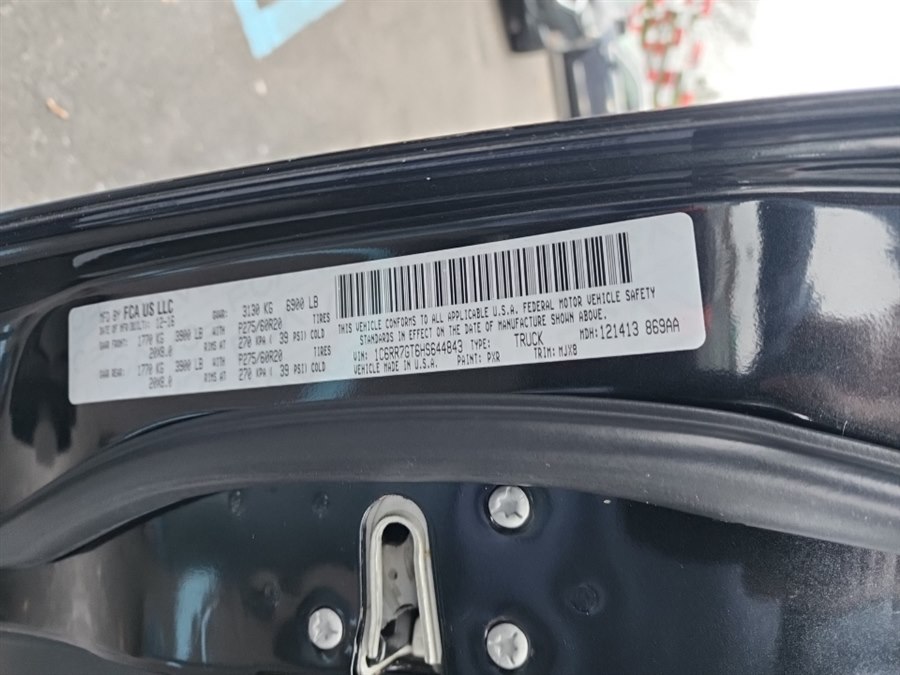 MFD BY FCA US LLC
DATE OF MFR(BUILT): 12-16 GVWR: 3130 KG 6900 LB
GAWR FRONT: 1770 KG 3900 LB WITH P275/60R20 TIRES
20X8.0 RIMS AT 270 KPA ( 39 PSI) COLD
GAWR REAR: 1770 KG 3900 LB WITH P275/60R20 TIRES
20X8.0 RIMS AT 270 KPA ( 39 PSI) COLD
THIS VEHICLE CONFORMS TO ALL APPLICABLE U.S.A. FEDERAL MOTOR VEHICLE SAFETY
STANDARDS IN EFFECT ON THE DATE OF MANUFACTURE SHOWN ABOVE.
VIN: 1C6RR7GT6HS644843 TYPE: TRUCK MDH:121413 869AA
VEHICLE MADE IN U.S.A. PAINT: PXR TRIM: MJX8